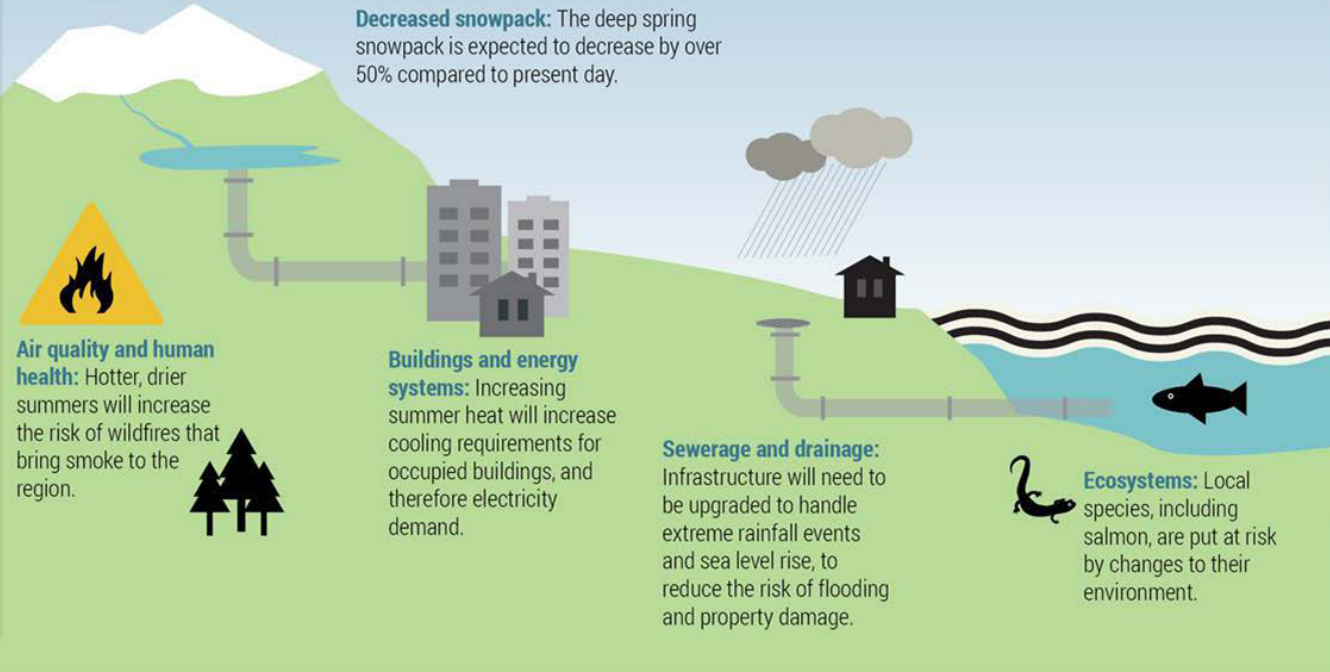 Decreased snowpack: The deep spring
snowpack is expected to decrease by over
50% compared to present day.
Air quality and human
health: Hotter, drier
summers will increase
the risk of wildfires that
bring smoke to the
region.
Buildings and energy
systems: Increasing
summer heat will increase
cooling requirements for
occupied buildings, and
therefore electricity
demand.
Sewerage and drainage:
Infrastructure will need to
be upgraded to handle
extreme rainfall events
and sea level rise, to
reduce the risk of flooding
and property damage.
Ecosystems: Local
species, including
salmon, are put at risk
by changes to their
environment.